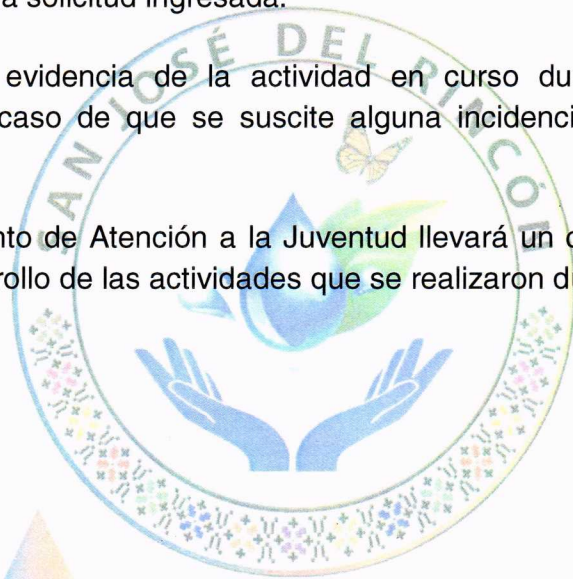 a solicitud ingresada.
SAN JOSÉ DEL RINCÓN
evidencia de la actividad en curso du
caso de que se suscite alguna incidenci
nto de Atención a la Juventud llevará un
rollo de las actividades que se realizaron du